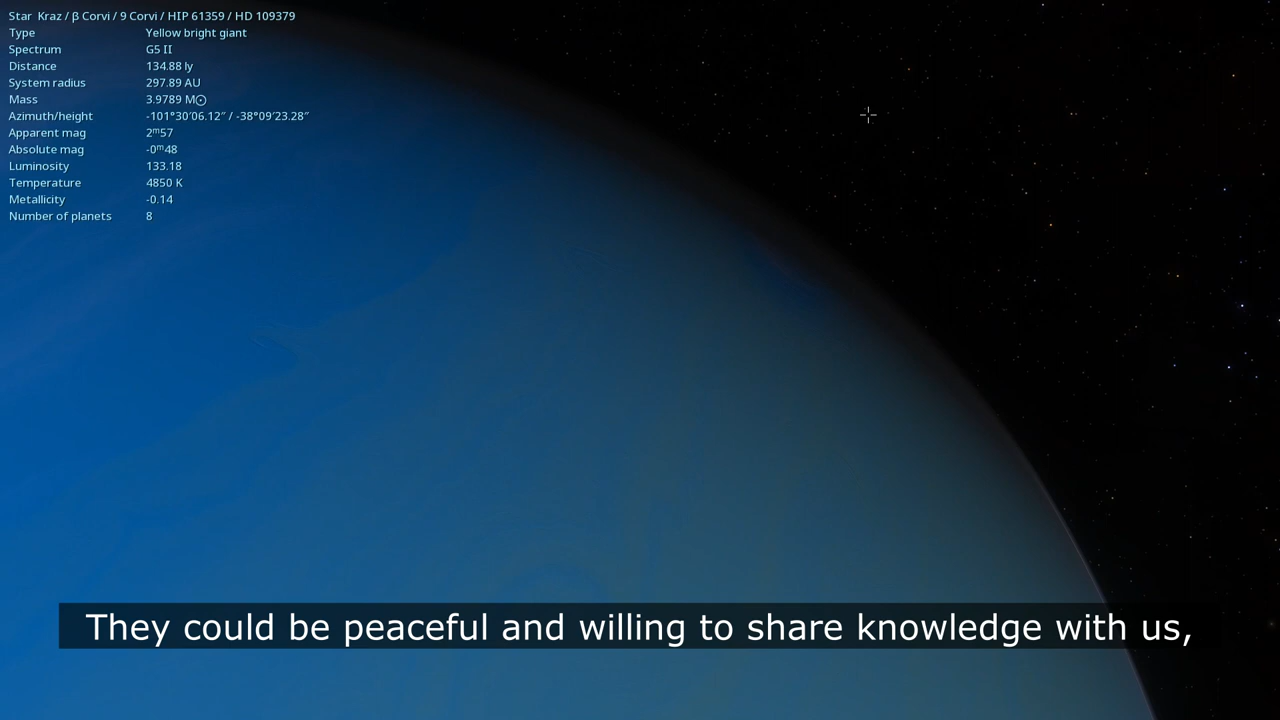 Star Kraz / β Corvi / 9 Corvi / HIP 61359 / HD 109379
Type Yellow bright giant
Spectrum G5 II
Distance 134.88 ly
System radius 297.89 AU
Mass 3.9789 M☉
Azimuth/height -101°30′06.12″ / -38°09′23.28″
Apparent mag 2ᵐ57
Absolute mag -0ᵐ48
Luminosity 133.18
Temperature 4850 K
Metallicity -0.14
Number of planets 8
They could be peaceful and willing to share knowledge with us,